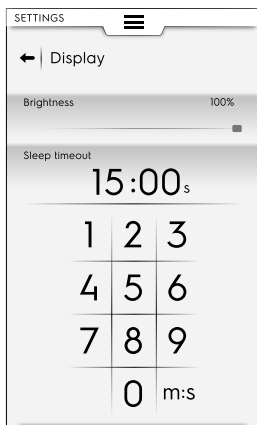 SETTINGS
Display
Brightness 100%
Sleep timeout
15:00s
1 2 3
4 5 6
7 8 9
0 m:s